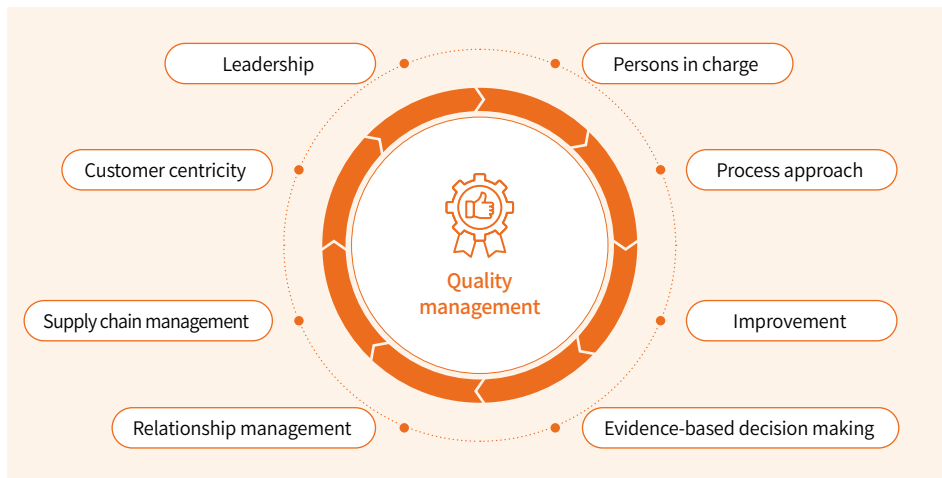 Leadership
Persons in charge
Customer centricity
Process approach
Quality
management
Supply chain management
Improvement
Relationship management
Evidence-based decision making